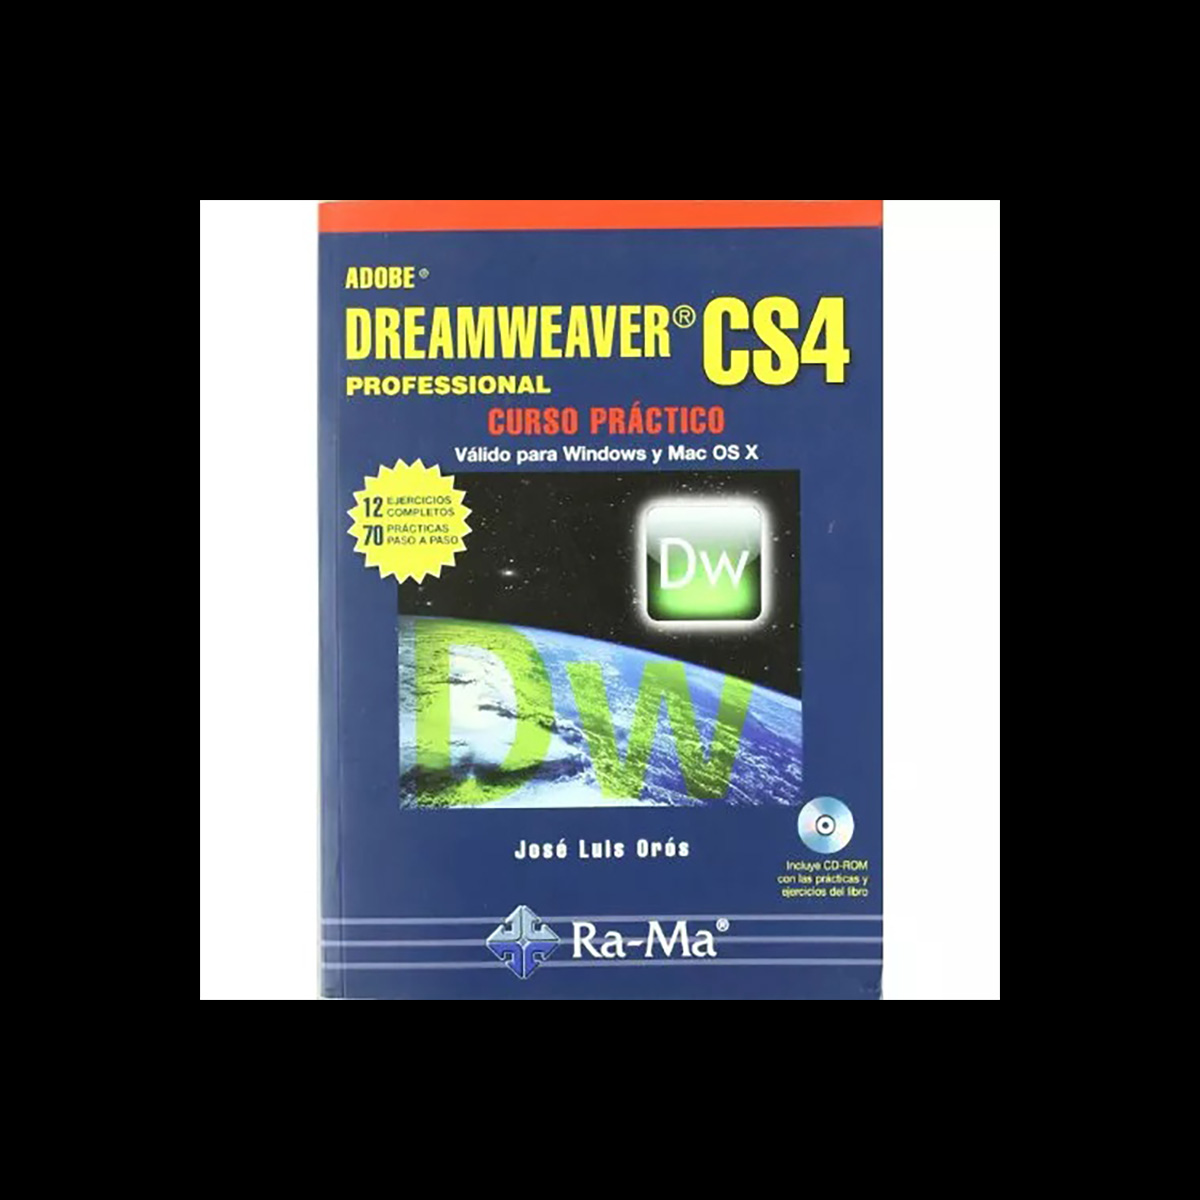 ADOBE®
DREAMWEAVER® CS4
PROFESSIONAL
CURSO PRÁCTICO
Válido para Windows y Mac OS X
12 EJERCICIOS
COMPLETOS
70 PRÁCTICAS
PASO A PASO
Dw
Dw
José Luis Orós
Incluye CD-ROM
con las prácticas y
ejercicios del libro
Ra-Ma®